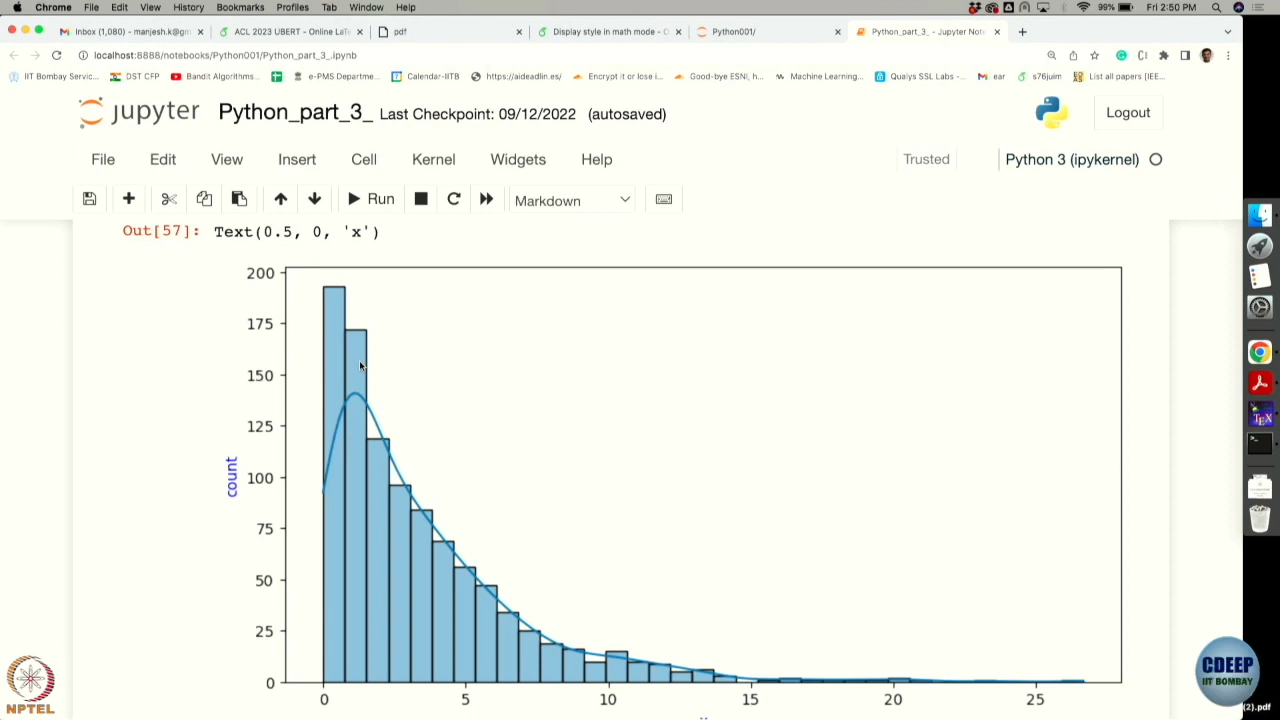 Chrome File Edit View History Bookmarks Profiles Tab Window Help 99% Fri 2:50 PM
Inbox (1,080) - manjesh.k@gm ACL 2023 UBERT - Online LaTe pdf Display style in math mode - O Python001/ Python_part_3_ - Jupyter Note
localhost:8888/notebooks/Python001/Python_part_3_.ipynb
IIT Bombay Servic... DST CFP Bandit Algorithms... e-PMS Departme... Calendar-IITB https://aideadlin.es/ Encrypt it or lose i... Good-bye ESNI, h... Machine Learning... Qualys SSL Labs -... ear s76juim List all papers (IEE...
jupyter Python_part_3_ Last Checkpoint: 09/12/2022 (autosaved) Logout
File Edit View Insert Cell Kernel Widgets Help Trusted Python 3 (ipykernel)
Run Markdown
Out[57]: Text(0.5, 0, 'x')
200
175
150
125
100
75
50
25
0
count
0 5 10 15 20 25
NPTEL
CDEEP
IIT BOMBAY
(2).pdf
TEX